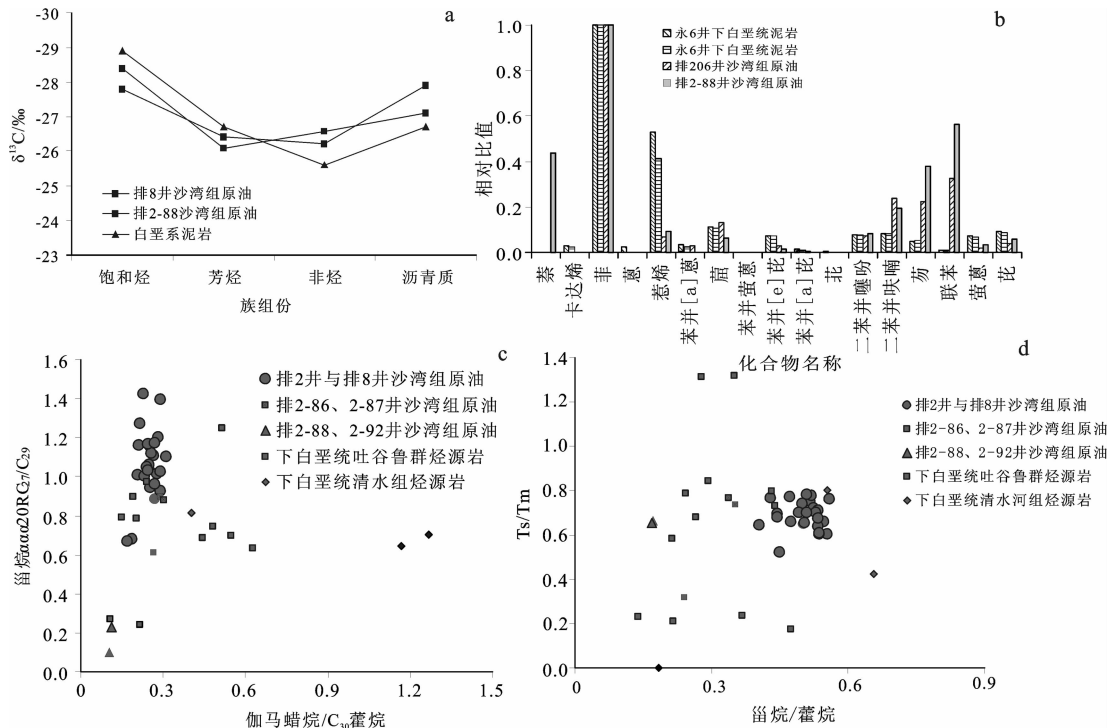 a
-30
-29
-28
-27
-26
-25
-24
-23
δ¹³C/‰
排8井沙湾组原油
排2-88沙湾组原油
白垩系泥岩
饱和烃
芳烃
非烃
沥青质
族组份
b
1.0
0.8
0.6
0.4
0.2
0.0
相对比值
永6井下白垩统泥岩
永6井下白垩统泥岩
排206井沙湾组原油
排2-88井沙湾组原油
萘
卡达烯
菲
蒽
惹烯
苯并[a]蒽
䓛
苯并萤蒽
苯并[e]芘
苯并[a]芘
苝
二苯并噻吩
二苯并呋喃
芴
联苯
萤蒽
芘
化合物名称
c
1.6
1.4
1.2
1.0
0.8
0.6
0.4
0.2
0.0
甾烷ααα20RC₂₇/C₂₉
排2井与排8井沙湾组原油
排2-86、2-87井沙湾组原油
排2-88、2-92井沙湾组原油
下白垩统吐谷鲁群烃源岩
下白垩统清水组烃源岩
0
0.3
0.6
0.9
1.2
1.5
伽马蜡烷/C₃₀藿烷
d
1.4
1.2
1.0
0.8
0.6
0.4
0.2
0.0
Ts/Tm
排2井与排8井沙湾组原油
排2-86、2-87井沙湾组原油
排2-88、2-92井沙湾组原油
下白垩统吐谷鲁群烃源岩
下白垩统清水河组烃源岩
0
0.3
0.6
0.9
甾烷/藿烷